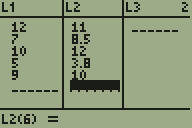 L1 L2 L3 2
12 11 ------
7 8.5
10 12
5 3.8
9 10
------
L2(6) =